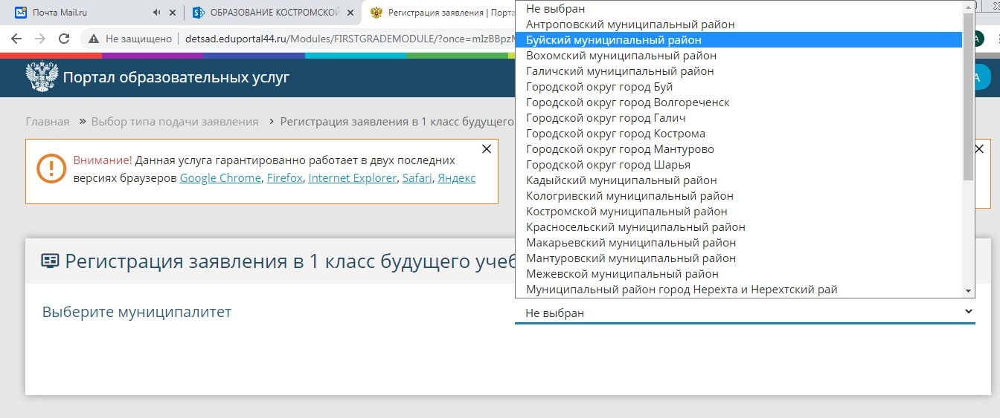 Почта Mail.ru
ОБРАЗОВАНИЕ КОСТРОМСКОЙ
Регистрация заявления | Порта
Не защищено
detsad.eduportal44.ru/Modules/FIRSTGRADEMODULE/?once=mIzBBpzM
Портал образовательных услуг
А
Главная » Выбор типа подачи заявления > Регистрация заявления в 1 класс будущего
Внимание! Данная услуга гарантированно работает в двух последних
версиях браузеров Google Chrome, Firefox, Internet Explorer, Safari, Яндекс
Регистрация заявления в 1 класс будущего учеб
Выберите муниципалитет
Не выбран
Антроповский муниципальный район
Буйский муниципальный район
Вохомский муниципальный район
Галичский муниципальный район
Городской округ город Буй
Городской округ город Волгореченск
Городской округ город Галич
Городской округ город Кострома
Городской округ город Мантурово
Городской округ город Шарья
Кадыйский муниципальный район
Кологривский муниципальный район
Костромской муниципальный район
Красносельский муниципальный район
Макарьевский муниципальный район
Мантуровский муниципальный район
Межевской муниципальный район
Муниципальный район город Нерехта и Нерехтский рай
Не выбран